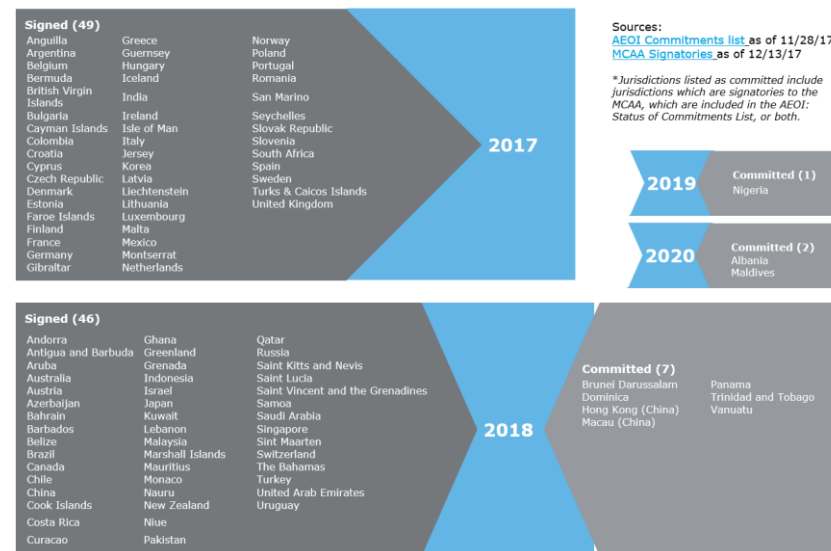 Signed (49)
Anguilla Greece Norway
Argentina Guernsey Poland
Belgium Hungary Portugal
Bermuda Iceland Romania
British Virgin
Islands India San Marino
Bulgaria Ireland Seychelles
Cayman Islands Isle of Man Slovak Republic
Colombia Italy Slovenia
Croatia Jersey South Africa
Cyprus Korea Spain
Czech Republic Latvia Sweden
Denmark Liechtenstein Turks & Caicos Islands
Estonia Lithuania United Kingdom
Faroe Islands Luxembourg
Finland Malta
France Mexico
Germany Montserrat
Gibraltar Netherlands
2017
Sources:
AEOI Commitments list as of 11/28/17
MCAA Signatories as of 12/13/17
*Jurisdictions listed as committed include
jurisdictions which are signatories to the
MCAA, which are included in the AEOI:
Status of Commitments List, or both.
2019
Committed (1)
Nigeria
2020
Committed (2)
Albania
Maldives
Signed (46)
Andorra Ghana Qatar
Antigua and Barbuda Greenland Russia
Aruba Grenada Saint Kitts and Nevis
Australia Indonesia Saint Lucia
Austria Israel Saint Vincent and the Grenadines
Azerbaijan Japan Samoa
Bahrain Kuwait Saudi Arabia
Barbados Lebanon Singapore
Belize Malaysia Sint Maarten
Brazil Marshall Islands Switzerland
Canada Mauritius The Bahamas
Chile Monaco Turkey
China Nauru United Arab Emirates
Cook Islands New Zealand Uruguay
Costa Rica Niue
Curacao Pakistan
2018
Committed (7)
Brunei Darussalam Panama
Dominica Trinidad and Tobago
Hong Kong (China) Vanuatu
Macau (China)